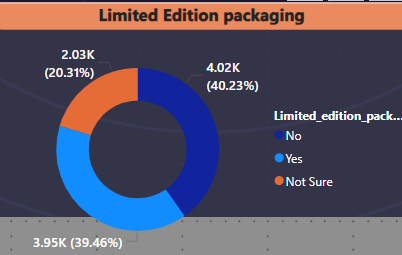 Limited Edition packaging
2.03K
(20.31%)
4.02K
(40.23%)
Limited_edition_pack...
No
Yes
Not Sure
3.95K (39.46%)